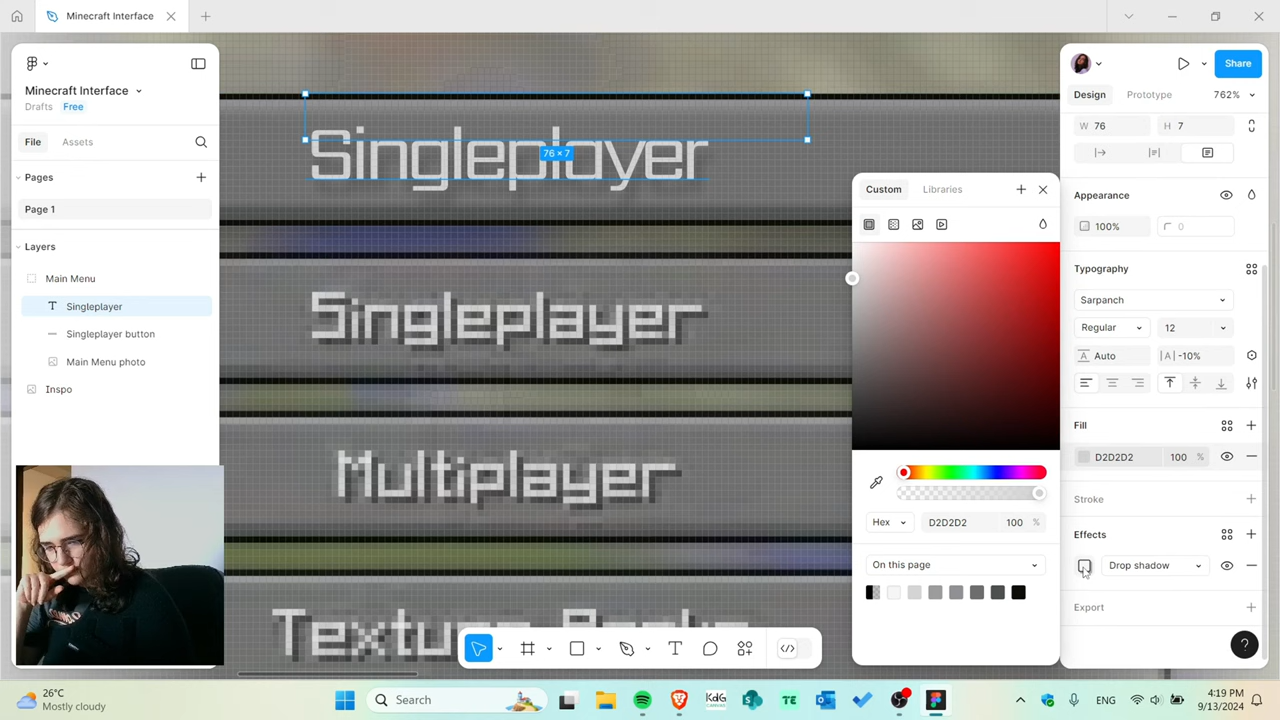 Minecraft Interface
Minecraft Interface
Drafts Free
File Assets
Pages
Page 1
Layers
Main Menu
Singleplayer
Singleplayer button
Main Menu photo
Inspo
Singleplayer
76 × 7
Singleplayer
Multiplayer
Custom Libraries
Hex D2D2D2 100 %
On this page
Share
Design Prototype 762%
W 76 H 7
Appearance
100% 0
Typography
Sarpanch
Regular 12
A Auto |A| -10%
Fill
D2D2D2 100 %
Stroke
Effects
Drop shadow
Export
?
26°C
Mostly cloudy
Search
KdG
TE
ENG
4:19 PM
9/13/2024